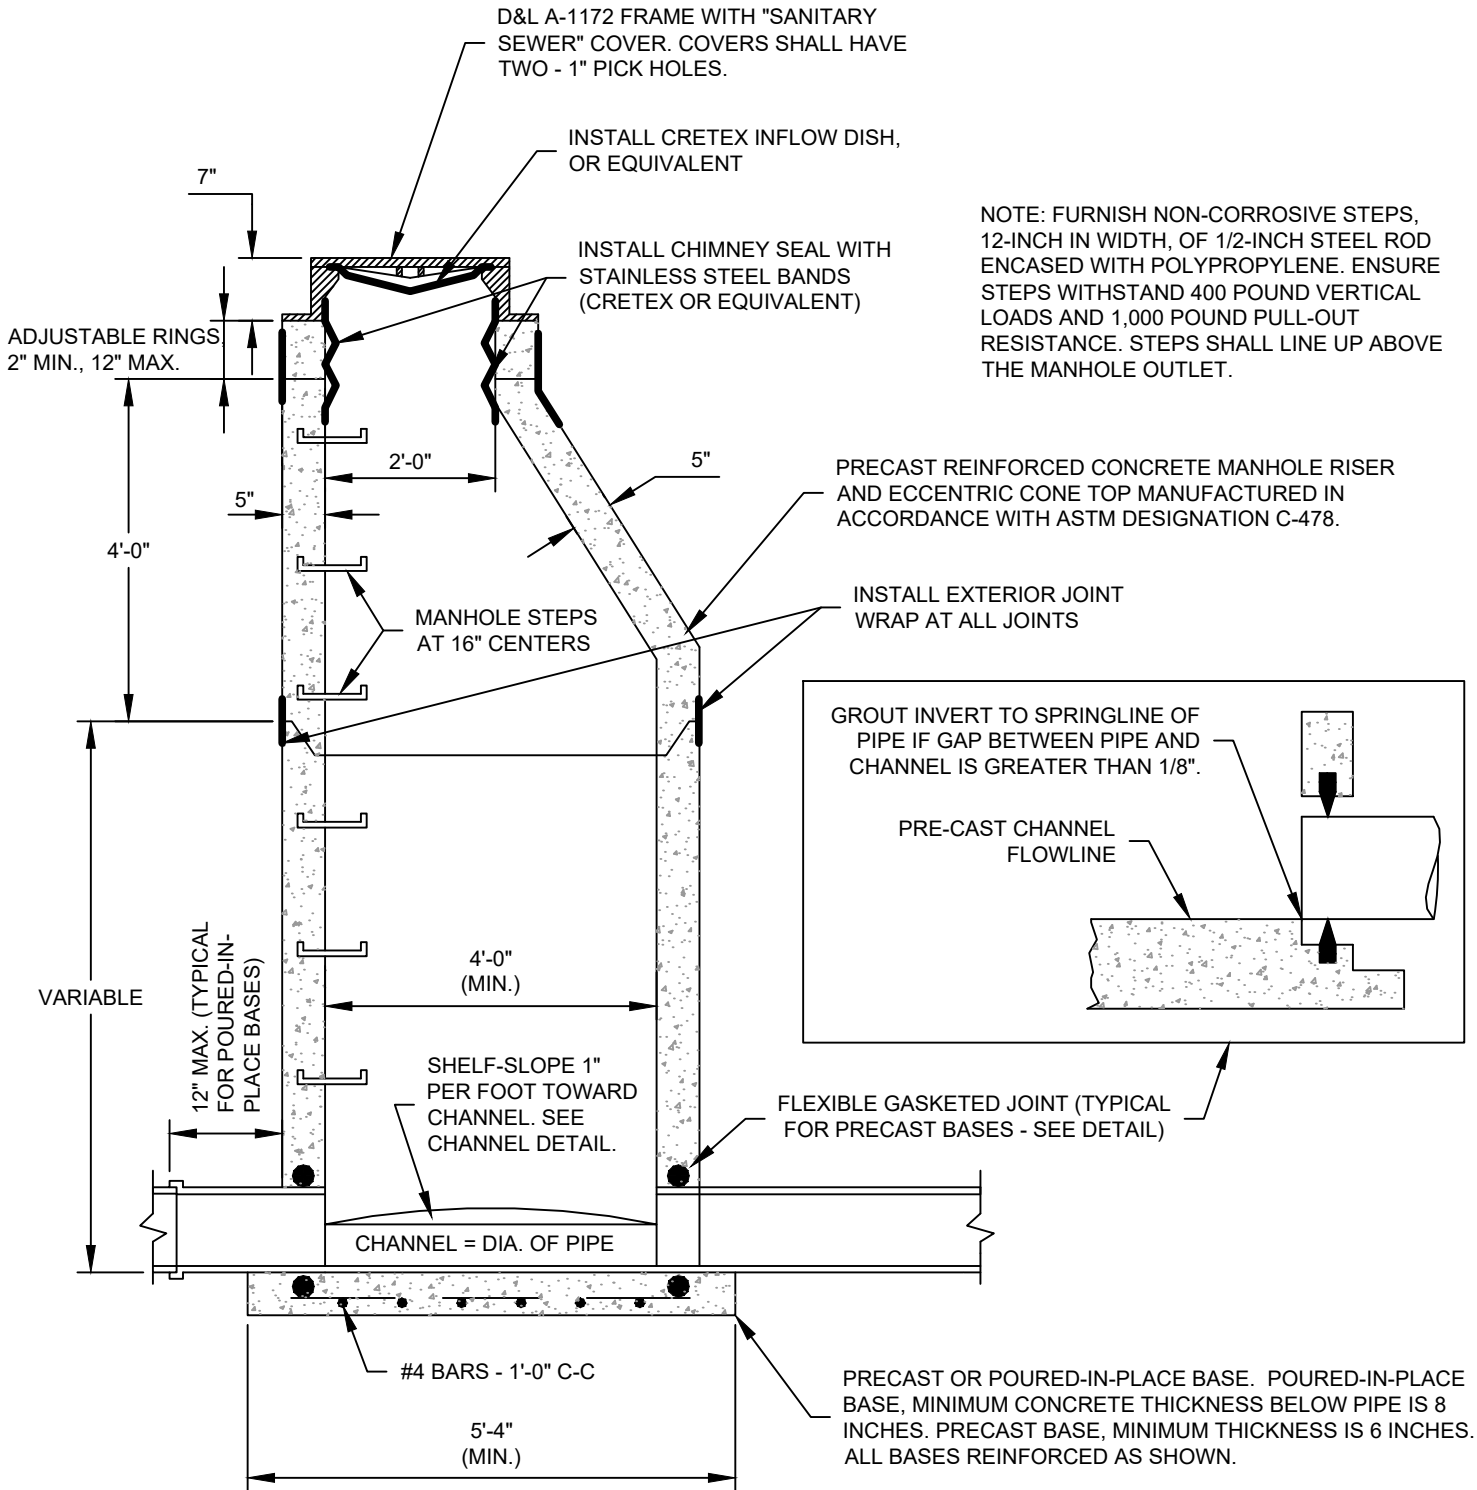 D&L A-1172 FRAME WITH "SANITARY
SEWER" COVER. COVERS SHALL HAVE
TWO - 1" PICK HOLES.
INSTALL CRETEX INFLOW DISH,
OR EQUIVALENT
7"
INSTALL CHIMNEY SEAL WITH
STAINLESS STEEL BANDS
(CRETEX OR EQUIVALENT)
NOTE: FURNISH NON-CORROSIVE STEPS,
12-INCH IN WIDTH, OF 1/2-INCH STEEL ROD
ENCASED WITH POLYPROPYLENE. ENSURE
STEPS WITHSTAND 400 POUND VERTICAL
LOADS AND 1,000 POUND PULL-OUT
RESISTANCE. STEPS SHALL LINE UP ABOVE
THE MANHOLE OUTLET.
ADJUSTABLE RINGS,
2" MIN., 12" MAX.
2'-0"
5"
5"
PRECAST REINFORCED CONCRETE MANHOLE RISER
AND ECCENTRIC CONE TOP MANUFACTURED IN
ACCORDANCE WITH ASTM DESIGNATION C-478.
4'-0"
MANHOLE STEPS
AT 16" CENTERS
INSTALL EXTERIOR JOINT
WRAP AT ALL JOINTS
GROUT INVERT TO SPRINGLINE OF
PIPE IF GAP BETWEEN PIPE AND
CHANNEL IS GREATER THAN 1/8".
PRE-CAST CHANNEL
FLOWLINE
VARIABLE
12" MAX. (TYPICAL
FOR POURED-IN-
PLACE BASES)
4'-0"
(MIN.)
SHELF-SLOPE 1"
PER FOOT TOWARD
CHANNEL. SEE
CHANNEL DETAIL.
FLEXIBLE GASKETED JOINT (TYPICAL
FOR PRECAST BASES - SEE DETAIL)
CHANNEL = DIA. OF PIPE
#4 BARS - 1'-0" C-C
5'-4"
(MIN.)
PRECAST OR POURED-IN-PLACE BASE. POURED-IN-PLACE
BASE, MINIMUM CONCRETE THICKNESS BELOW PIPE IS 8
INCHES. PRECAST BASE, MINIMUM THICKNESS IS 6 INCHES.
ALL BASES REINFORCED AS SHOWN.